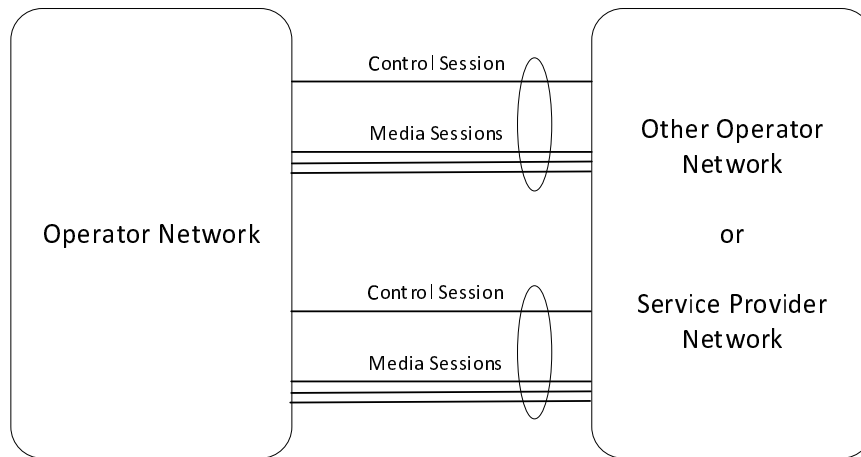 Operator Network
Control Session
Media Sessions
Control Session
Media Sessions
Other Operator
Network
or
Service Provider
Network